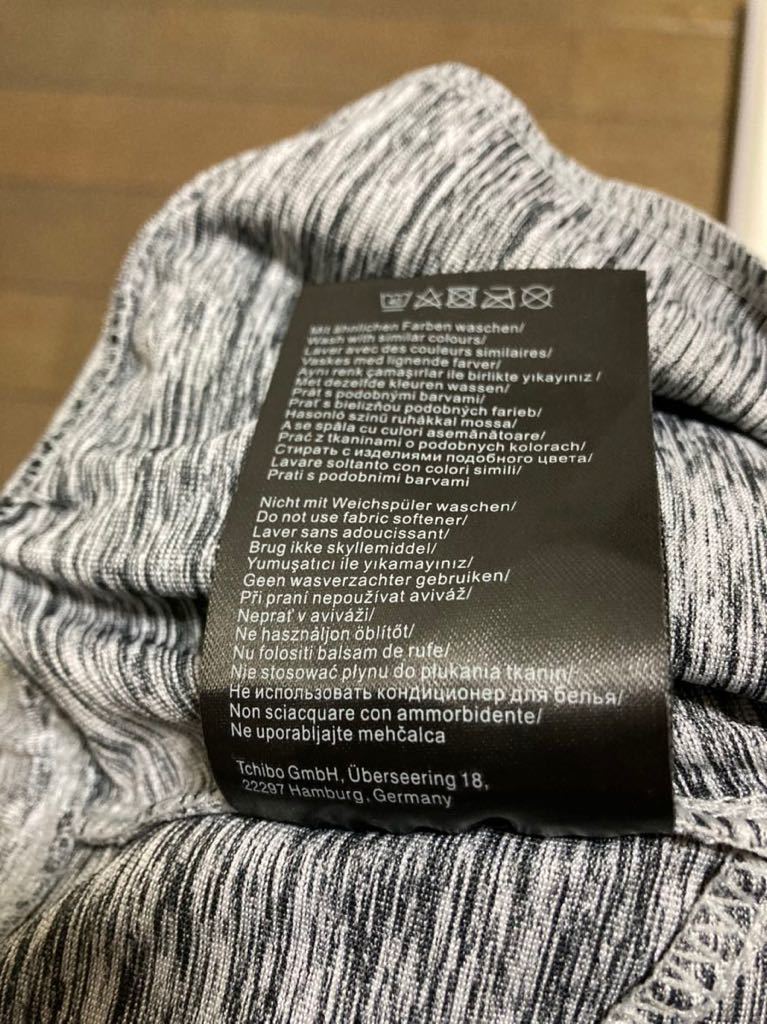 Mit ähnlichen Farben waschen/
Wash with similar colours/
Laver avec des couleurs similaires/
Vaskes med lignende farver/
Aynı renk çamaşırlar ile birlikte yıkayınız /
Met dezelfde kleuren wassen/
Prát s podobnými barvami/
Prať s bielizňou podobných farieb/
Hasonló színű ruhákkal mossa/
A se spăla cu culori asemănătoare/
Prać z tkaninami o podobnych kolorach/
Стирать с изделиями подобного цвета/
Lavare soltanto con colori simili/
Prati s podobnimi barvami
Nicht mit Weichspüler waschen/
Do not use fabric softener/
Laver sans adoucissant/
Brug ikke skyllemiddel/
Yumuşatıcı ile yıkamayınız/
Geen wasverzachter gebruiken/
Při praní nepoužívat aviváž/
Neprať v aviváži/
Ne használjon öblítőt/
Nu folositi balsam de rufe/
Nie stosować płynu do płukania tkanin/
Не использовать кондиционер для белья/
Non sciacquare con ammorbidente/
Ne uporabljajte mehčalca
Tchibo GmbH, Überseering 18,
22297 Hamburg, Germany